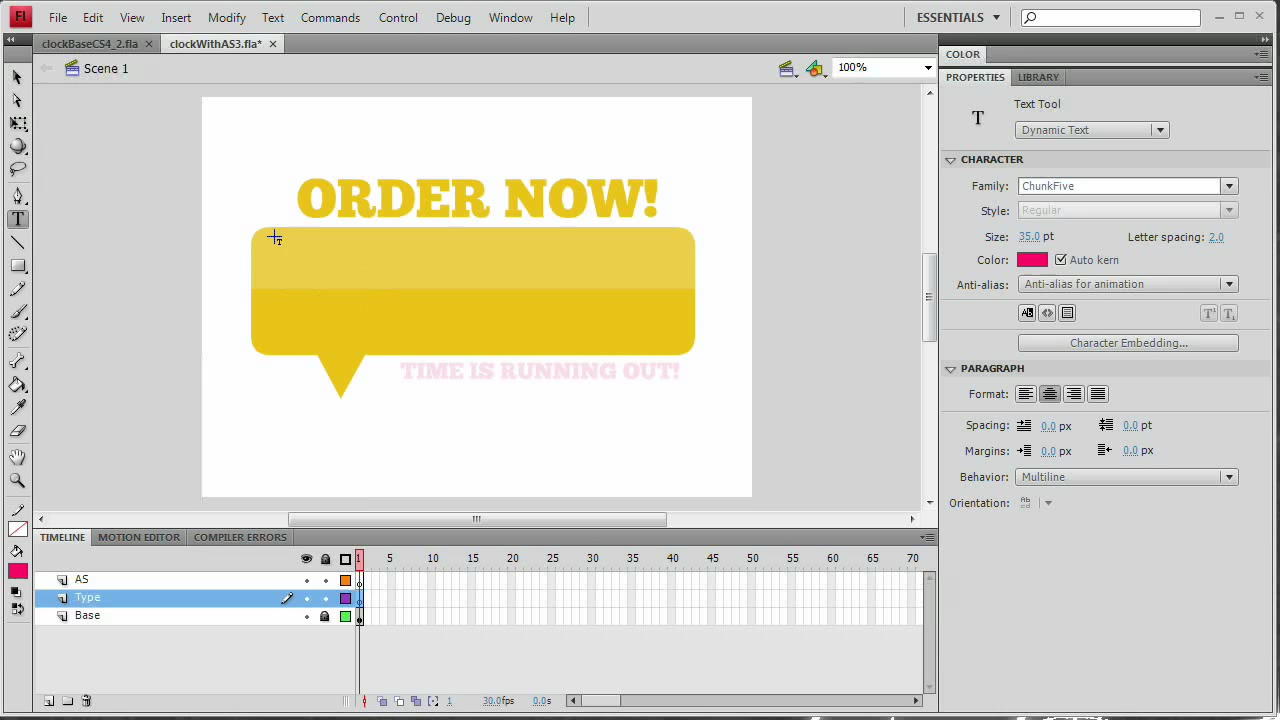 Fl File Edit View Insert Modify Text Commands Control Debug Window Help ESSENTIALS
clockBaseCS4_2.fla × clockWithAS3.fla* ×
Scene 1 100%
COLOR
PROPERTIES LIBRARY
T Text Tool
Dynamic Text
CHARACTER
Family: ChunkFive
Style: Regular
Size: 35.0 pt Letter spacing: 2.0
Color: Auto kern
Anti-alias: Anti-alias for animation
Character Embedding...
PARAGRAPH
Format:
Spacing: 0.0 px 0.0 pt
Margins: 0.0 px 0.0 px
Behavior: Multiline
Orientation:
ORDER NOW!
TIME IS RUNNING OUT!
TIMELINE MOTION EDITOR COMPILER ERRORS
1 5 10 15 20 25 30 35 40 45 50 55 60 65 70
AS
Type
Base
1 30.0fps 0.0s